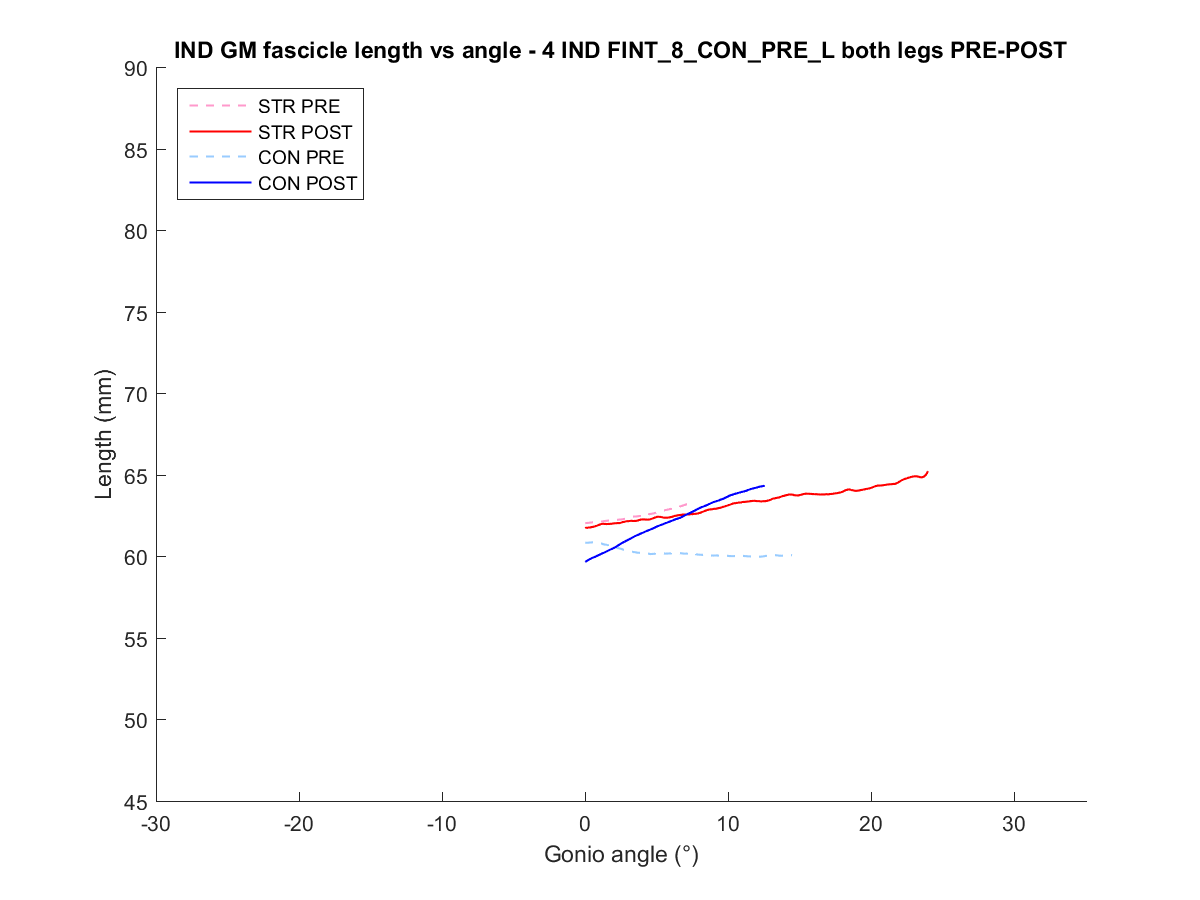 IND GM fascicle length vs angle - 4 IND FINT_8_CON_PRE_L both legs PRE-POST
90
85
80
75
70
65
60
55
50
45
Length (mm)
STR PRE
STR POST
CON PRE
CON POST
-30
-20
-10
0
10
20
30
Gonio angle (°)